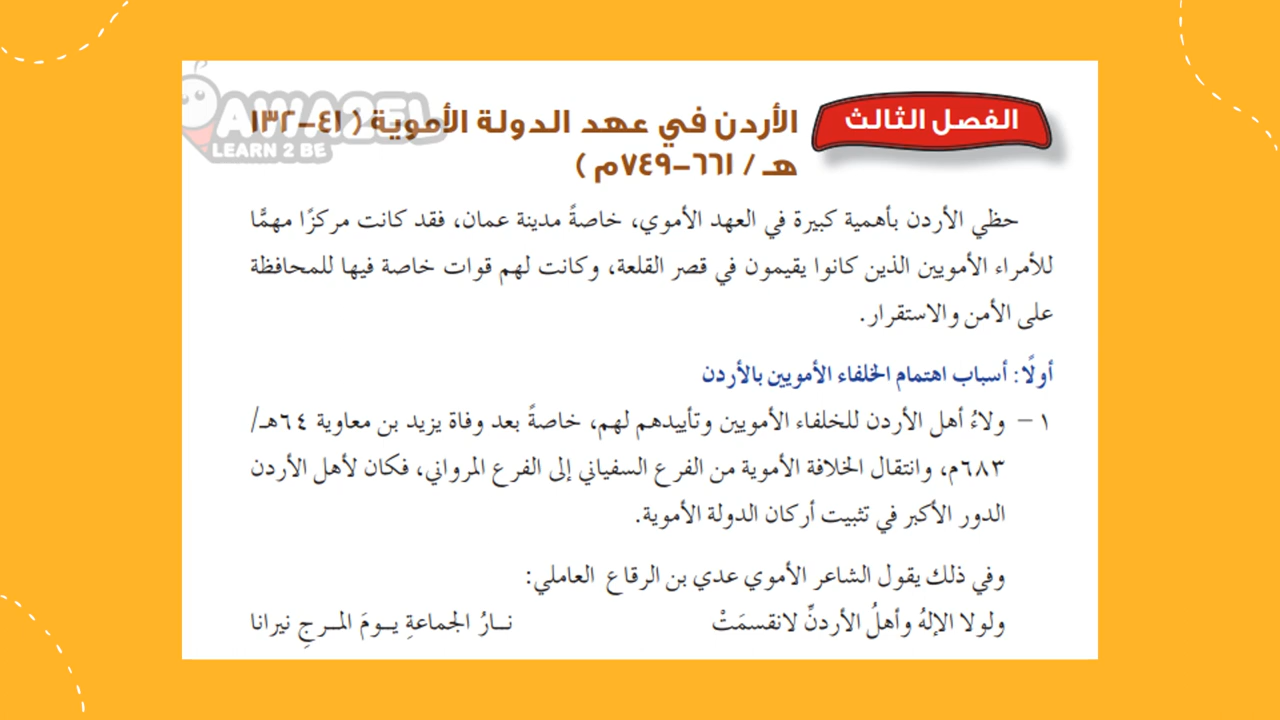 AWA2EL
LEARN 2 BE
الفصل الثالث
الأردن في عهد الدولة الأموية ( ٤١-١٣٢
هـ / ٦٦١-٧٤٩م )
حظي الأردن بأهمية كبيرة في العهد الأموي، خاصةً مدينة عمان، فقد كانت مركزًا مهمًّا
للأمراء الأمويين الذين كانوا يقيمون في قصر القلعة، وكانت لهم قوات خاصة فيها للمحافظة
على الأمن والاستقرار.
أولًا: أسباب اهتمام الخلفاء الأمويين بالأردن
١ – ولاءُ أهل الأردن للخلفاء الأمويين وتأييدهم لهم، خاصةً بعد وفاة يزيد بن معاوية ٦٤هـ/
٦٨٣م، وانتقال الخلافة الأموية من الفرع السفياني إلى الفرع المرواني، فكان لأهل الأردن
الدور الأكبر في تثبيت أركان الدولة الأموية.
وفي ذلك يقول الشاعر الأموي عدي بن الرقاع العاملي:
ولولا الإلهُ وأهلُ الأردنِّ لانقسمَتْ نــارُ الجماعةِ يــومَ المــرجِ نيرانا